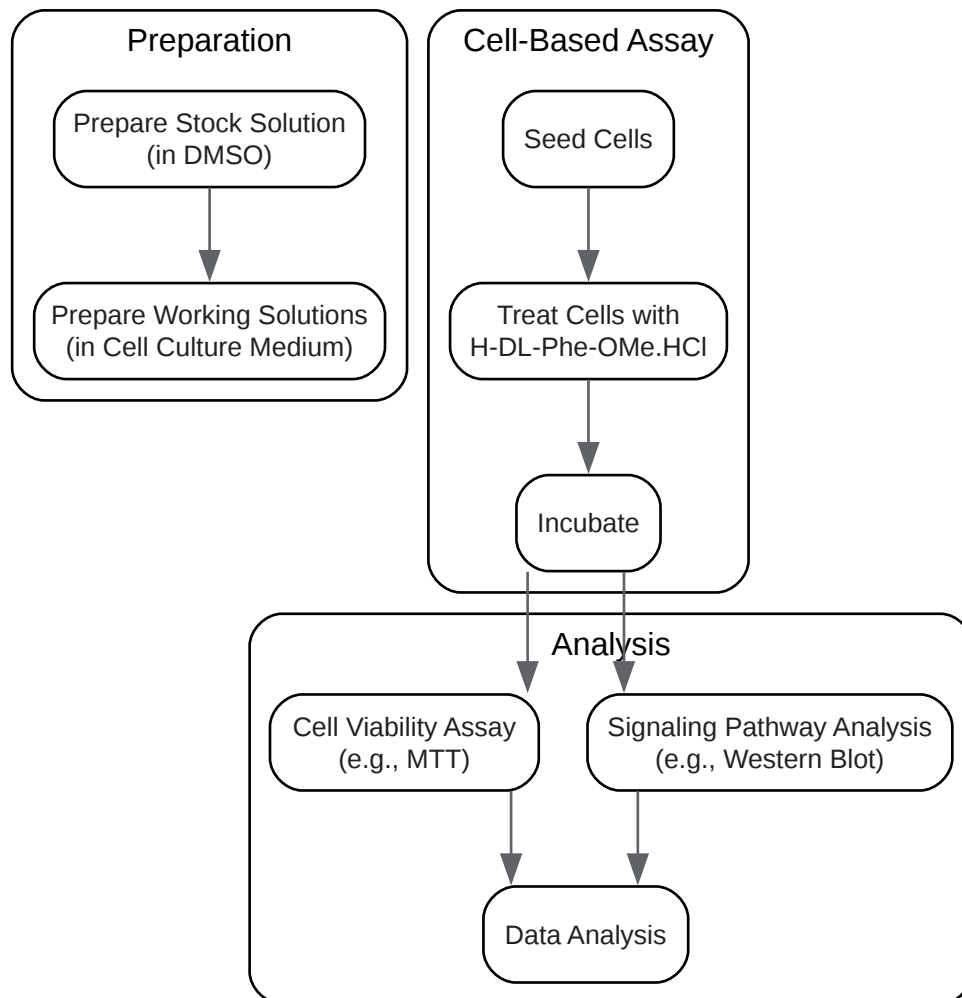 Preparation
Prepare Stock Solution
(in DMSO)
Prepare Working Solutions
(in Cell Culture Medium)
Cell-Based Assay
Seed Cells
Treat Cells with
H-DL-Phe-OMe.HCl
Incubate
Analysis
Cell Viability Assay
(e.g., MTT)
Signaling Pathway Analysis
(e.g., Western Blot)
Data Analysis